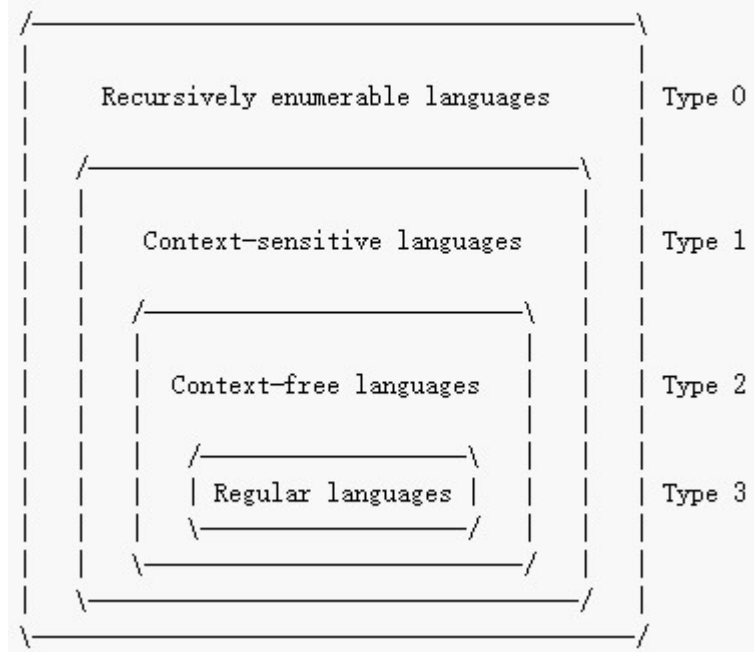 Recursively enumerable languages Type 0
Context-sensitive languages Type 1
Context-free languages Type 2
Regular languages Type 3